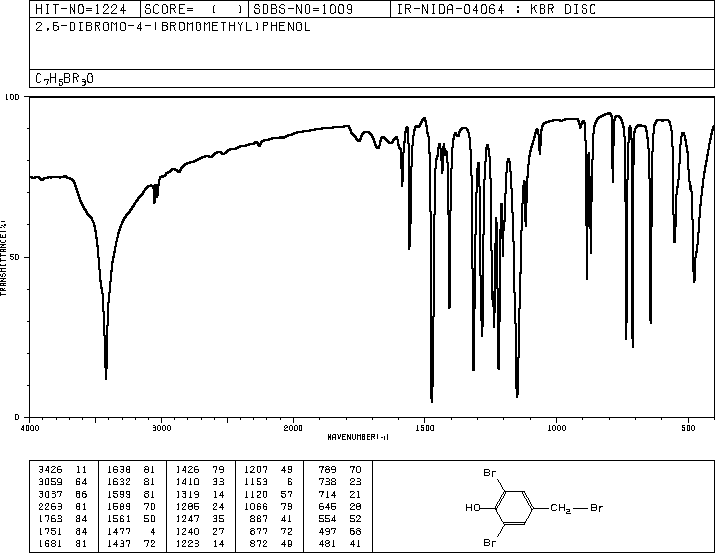 HIT-NO=1224 SCORE= ( ) SDBS-NO=1009 IR-NIDA-04064 : KBR DISC
2,6-DIBROMO-4-(BROMOMETHYL)PHENOL
C7H5BR3O
100
50
0
TRANSMITTANCE(%)
4000 3000 2000 1500 1000 500
WAVENUMBER(-1)
3426 11 1638 81 1426 79 1207 49 789 70
3059 64 1632 81 1410 33 1153 6 738 23
3037 66 1599 81 1319 14 1120 57 714 21
2263 81 1589 70 1286 24 1066 79 646 28
1763 84 1561 50 1247 35 887 41 554 52
1751 84 1477 4 1240 27 877 72 497 58
1681 81 1437 72 1223 14 872 49 481 41
Br
HO CH2 Br
Br